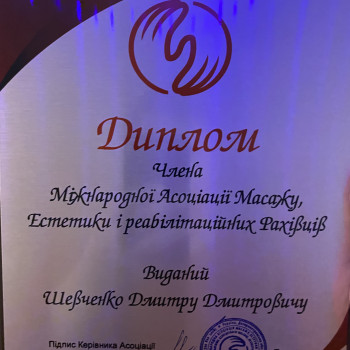 Диплом
Члена
Міжнародної Асоціації Масажу,
Естетики і реабілітаційних Фахівців
Виданий
Шевченко Дмитру Дмитровичу
Підпис Керівника Асоціації